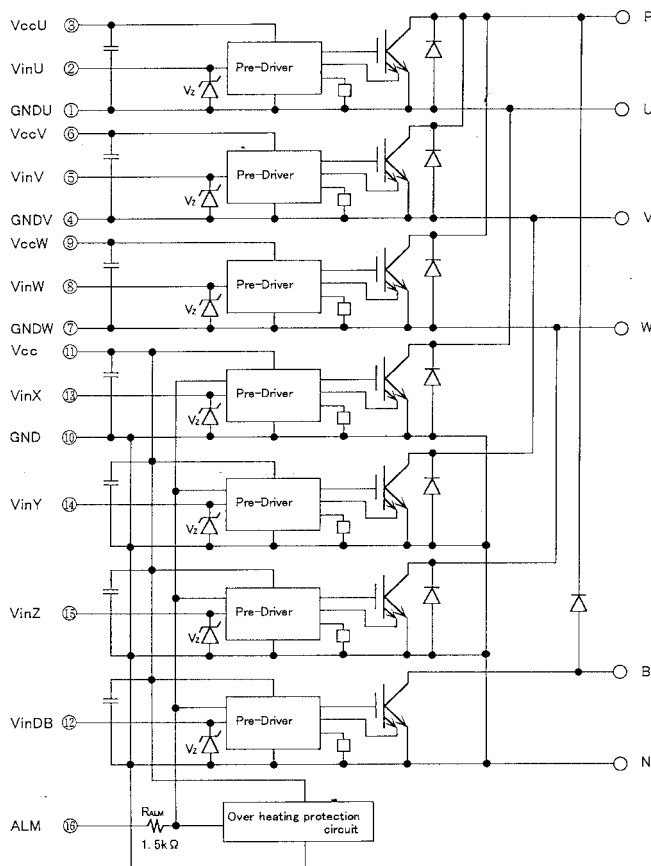 VccU ③
P
VinU ②
Pre-Driver
Vz
GNDU ①
U
VccV ⑥
VinV ⑤
Pre-Driver
Vz
GNDV ④
V
VccW ⑨
VinW ⑧
Pre-Driver
Vz
GNDW ⑦
W
Vcc ⑪
VinX ⑬
Pre-Driver
Vz
GND ⑩
VinY ⑭
Pre-Driver
Vz
VinZ ⑮
Pre-Driver
Vz
B
VinDB ⑫
Pre-Driver
Vz
N
ALM ⑯
RALM
1.5kΩ
Over heating protection
circuit